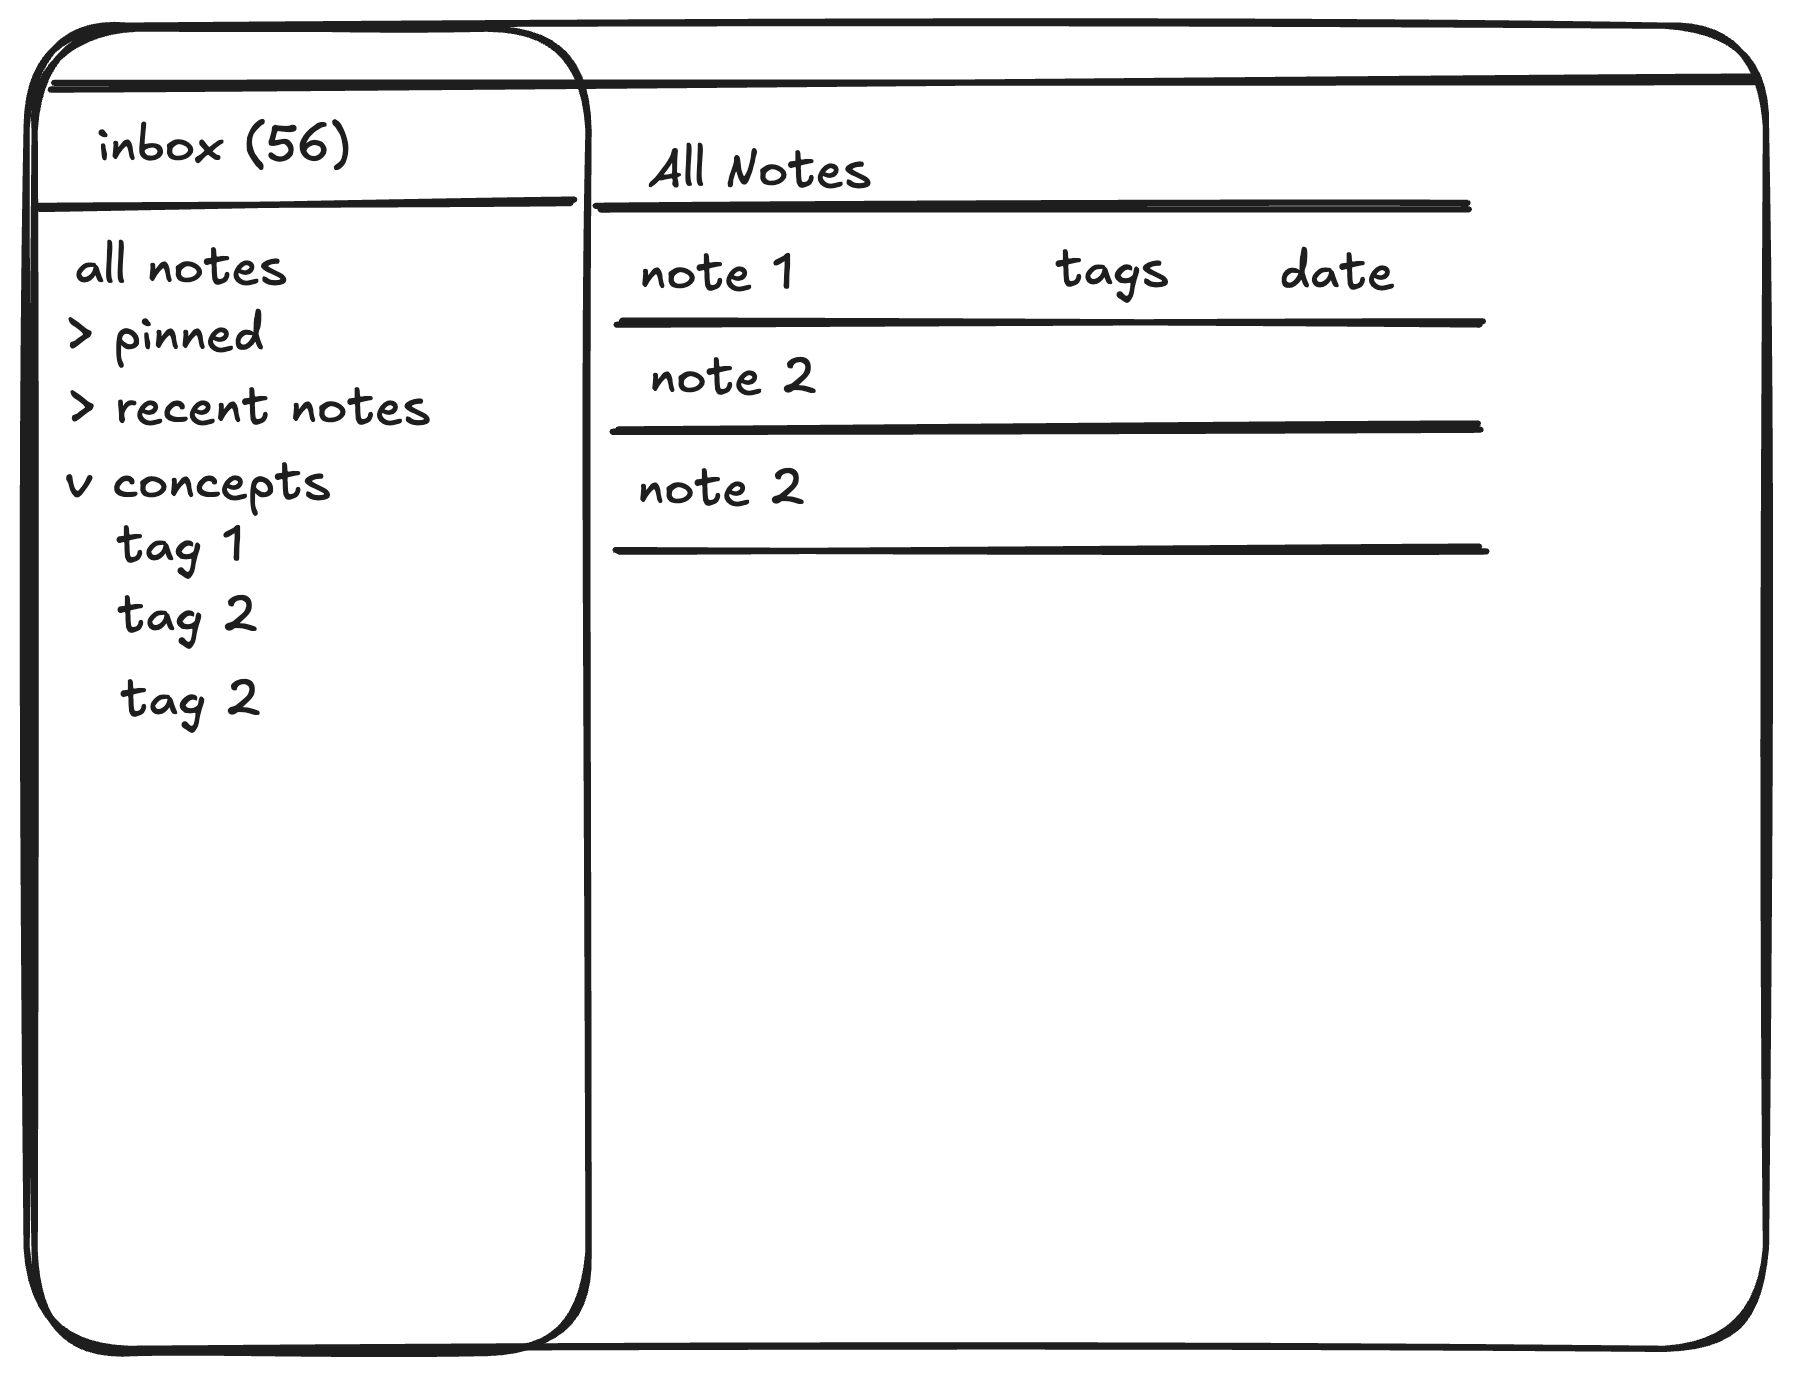 inbox (56)
all notes
> pinned
> recent notes
v concepts
tag 1
tag 2
tag 2
All Notes
note 1 tags date
note 2
note 2